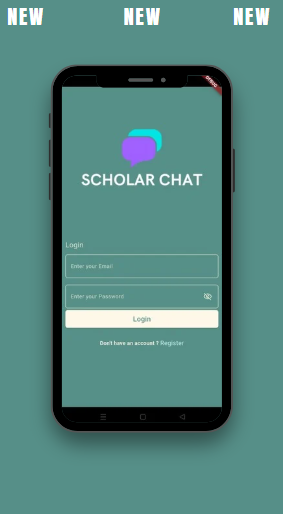 NEW NEW NEW
DEBUG
SCHOLAR CHAT
Login
Enter your Email
Enter your Password
Login
Don't have an account ? Register